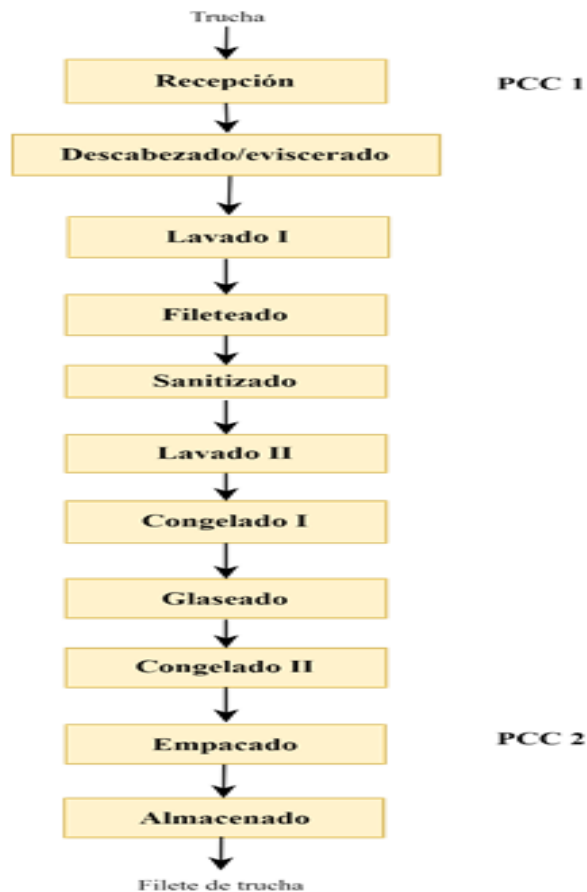 Trucha
Recepción
PCC 1
Descabezado/eviscerado
Lavado I
Fileteado
Sanitizado
Lavado II
Congelado I
Glaseado
Congelado II
Empacado
PCC 2
Almacenado
Filete de trucha